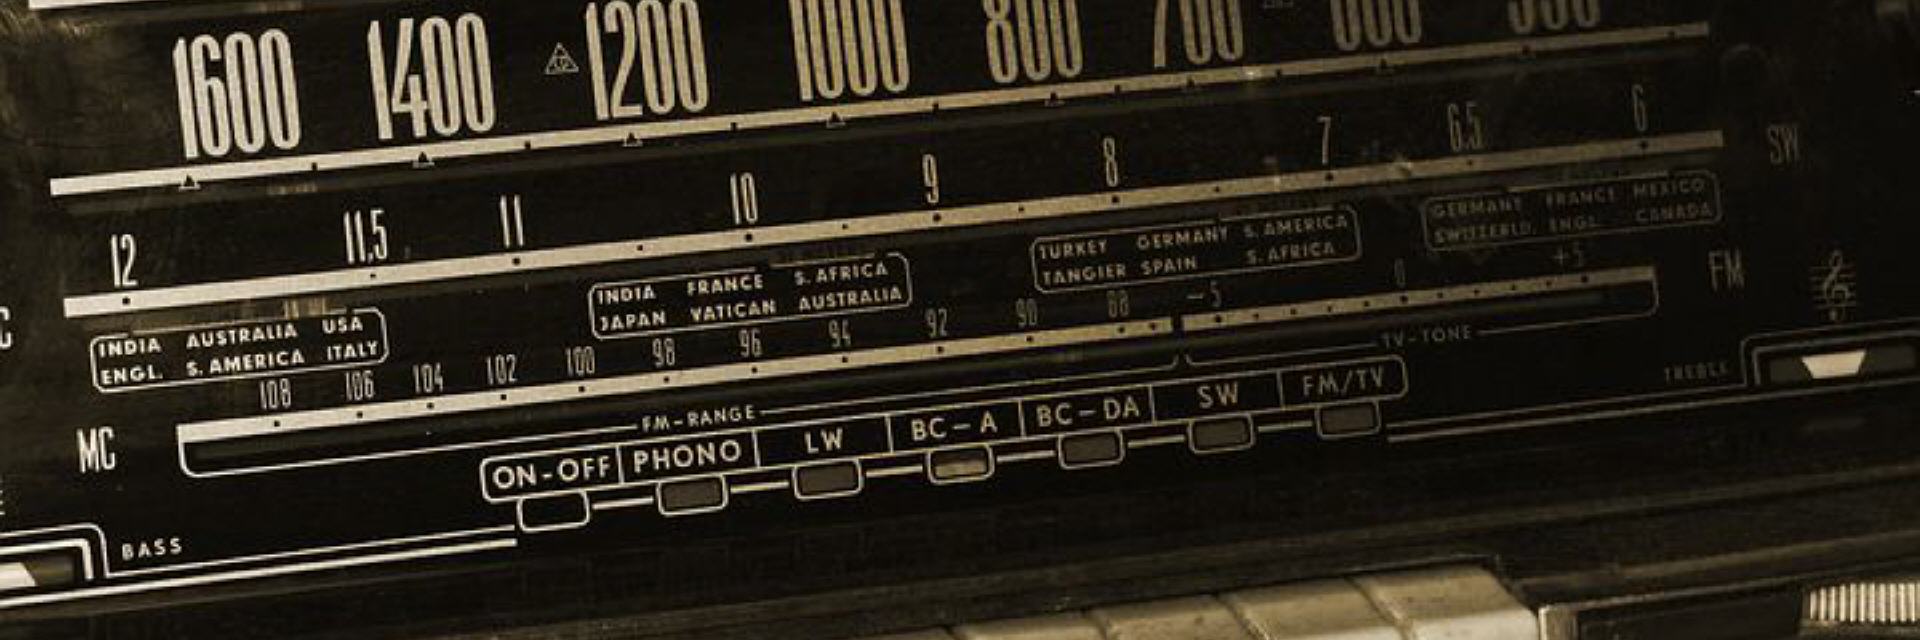 1600 1400 1200 1000 800 700 600 550
12 11,5 11 10 9 8 7 6.5 6 SW
INDIA AUSTRALIA USA
ENGL. S. AMERICA ITALY
INDIA FRANCE S. AFRICA
JAPAN VATICAN AUSTRALIA
TURKEY GERMANY S. AMERICA
TANGIER SPAIN S. AFRICA
GERMANY FRANCE MEXICO
SWITZERLD. ENGL. CANADA
MC 108 106 104 102 100 98 96 94 92 90 88 -5 0 +5 FM
FM-RANGE TV-TONE
ON-OFF PHONO LW BC-A BC-DA SW FM/TV
BASS TREBLE